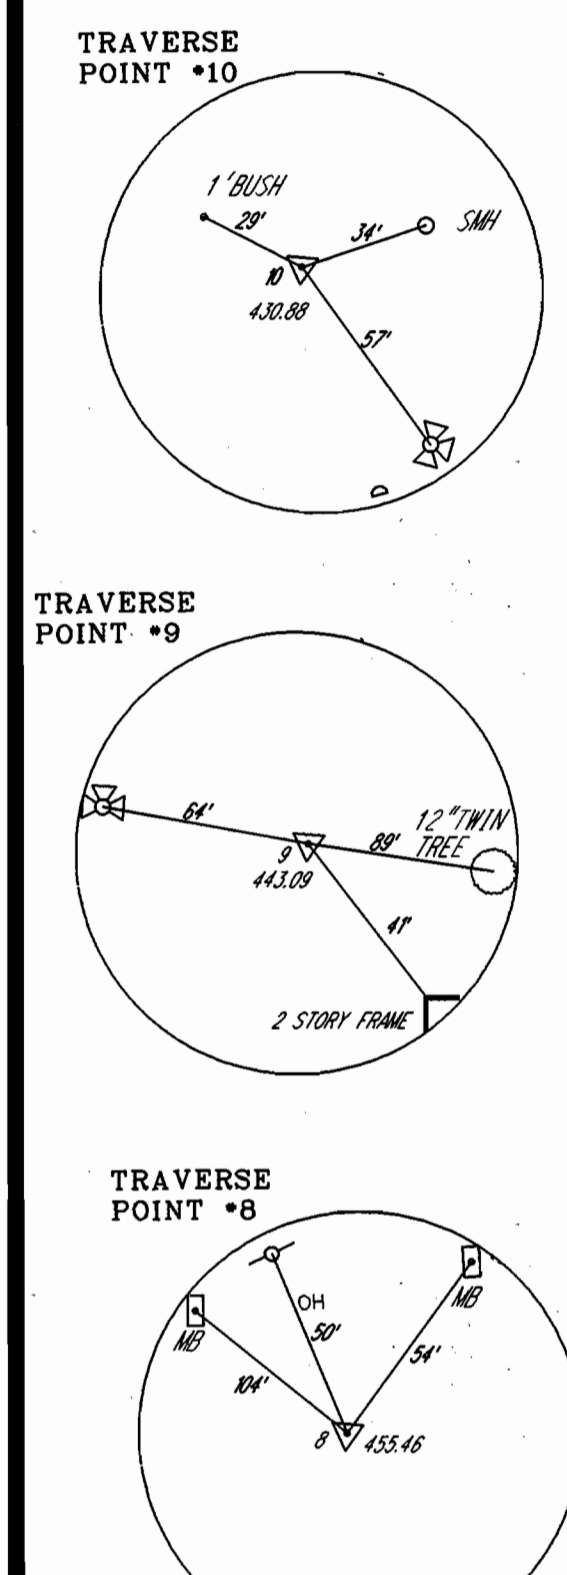 TRAVERSE
POINT #10
1' BUSH
29'
34'
SMH
10
430.88
57'
TRAVERSE
POINT #9
64'
12" TWIN
TREE
89'
9
443.09
41'
2 STORY FRAME
TRAVERSE
POINT #8
OH
MB
MB
50'
54'
104'
8
455.46